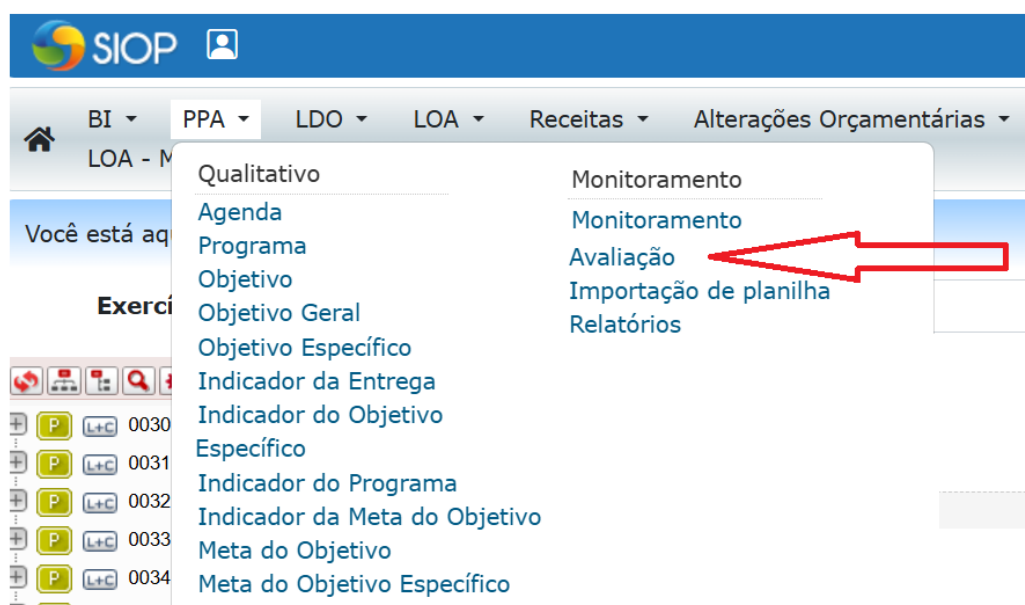 SIOP
BI PPA LDO LOA Receitas Alterações Orçamentárias
LOA - M
Você está aqu
Exercí
Qualitativo
Agenda
Programa
Objetivo
Objetivo Geral
Objetivo Específico
Indicador da Entrega
Indicador do Objetivo
Específico
Indicador do Programa
Indicador da Meta do Objetivo
Meta do Objetivo
Meta do Objetivo Específico
Monitoramento
Monitoramento
Avaliação
Importação de planilha
Relatórios
P L+C 0030
P L+C 0031
P L+C 0032
P L+C 0033
P L+C 0034